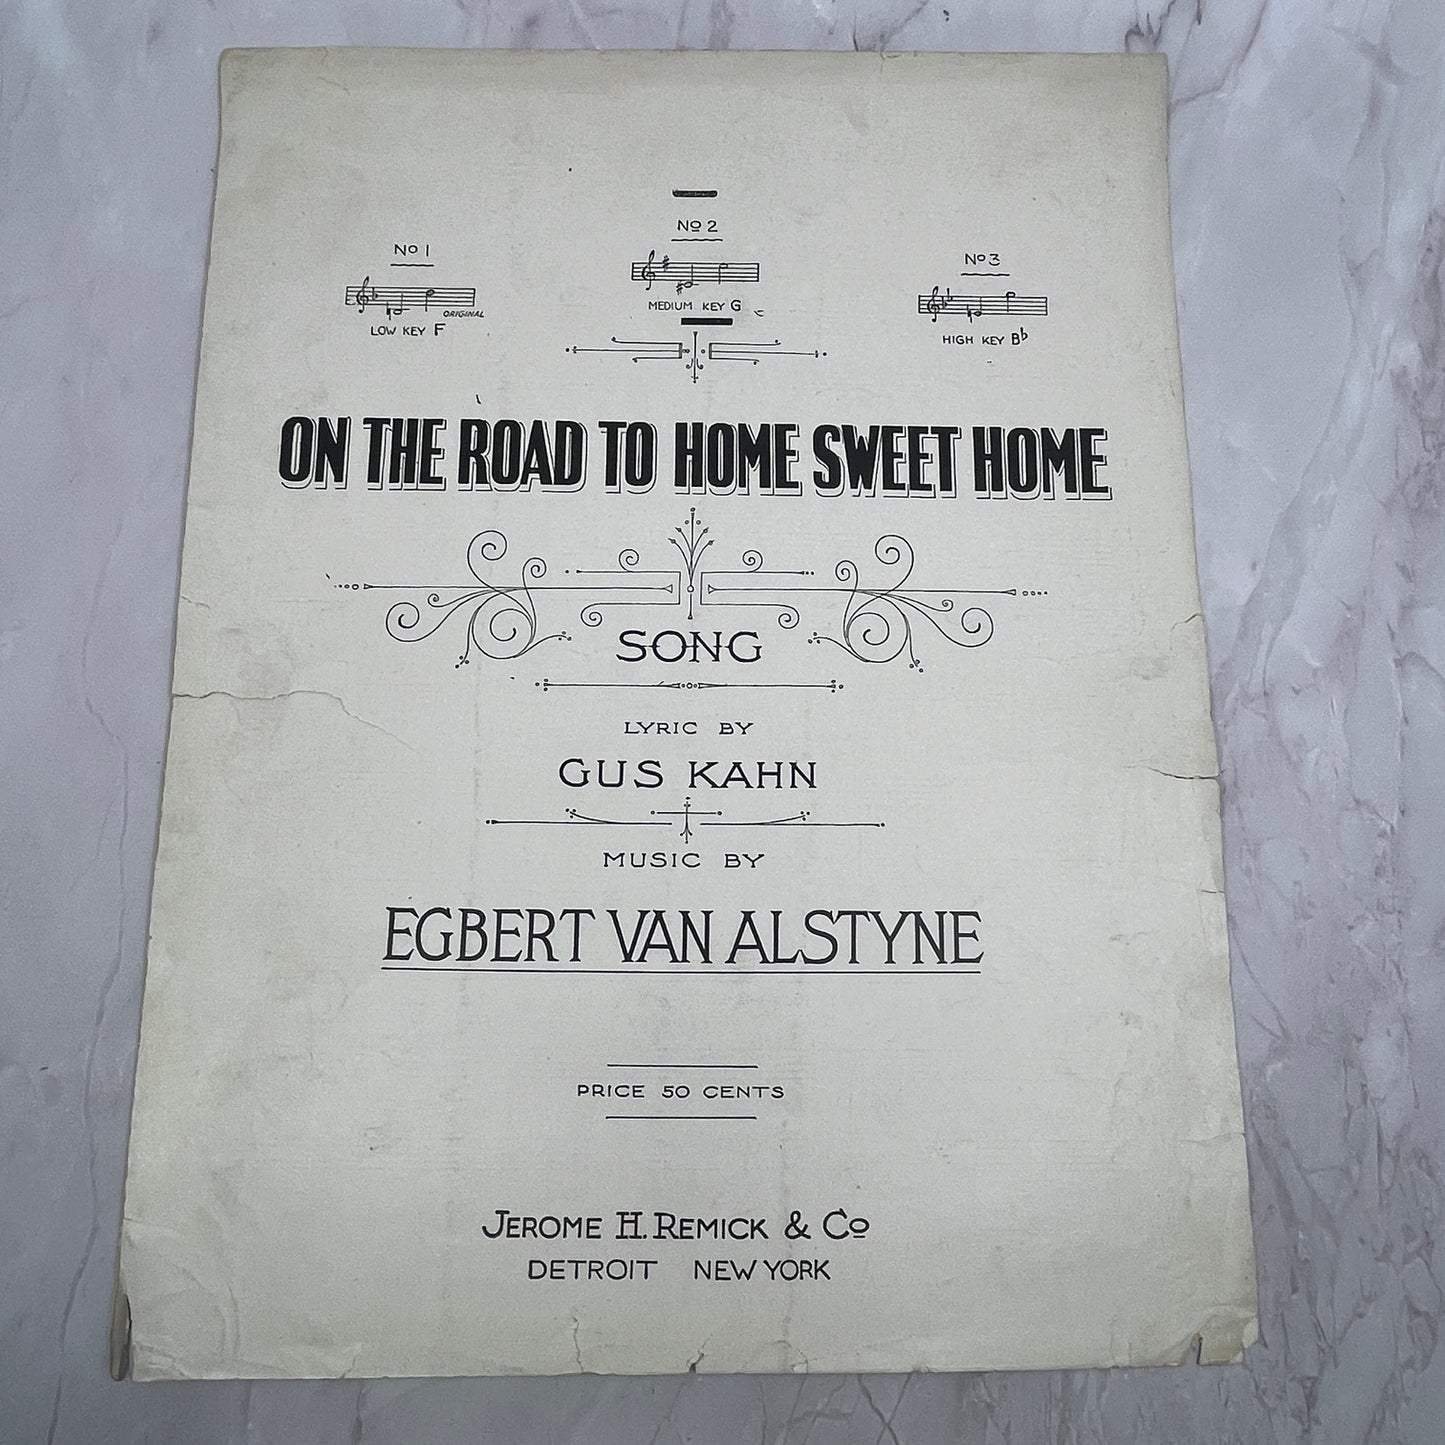 No 1
ORIGINAL
LOW KEY F
No 2
MEDIUM KEY G
No 3
HIGH KEY B♭
ON THE ROAD TO HOME SWEET HOME
SONG
LYRIC BY
GUS KAHN
MUSIC BY
EGBERT VAN ALSTYNE
PRICE 50 CENTS
JEROME H. REMICK & Co
DETROIT NEW YORK